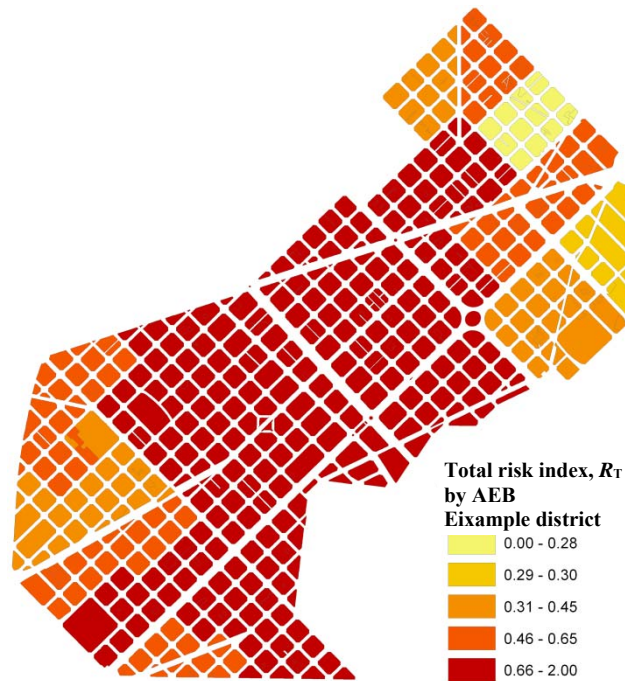 Total risk index, RT
by AEB
Eixample district
0.00 - 0.28
0.29 - 0.30
0.31 - 0.45
0.46 - 0.65
0.66 - 2.00